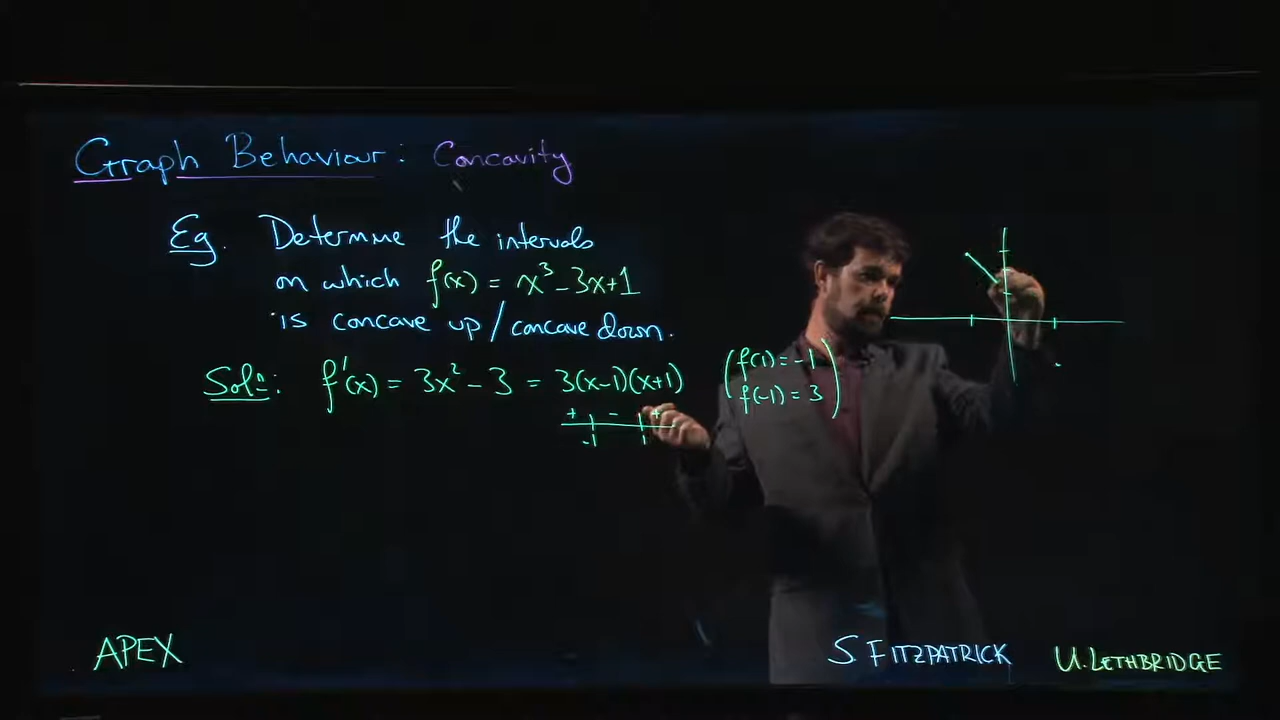 Graph Behaviour: Concavity
Eg. Determine the intervals
on which f(x) = x³ - 3x + 1
is concave up / concave down.
Solⁿ: f'(x) = 3x² - 3 = 3(x-1)(x+1) (f(1) = -1
f(-1) = 3)
+ - +
-1 1
APEX
S. FITZPATRICK U. LETHBRIDGE